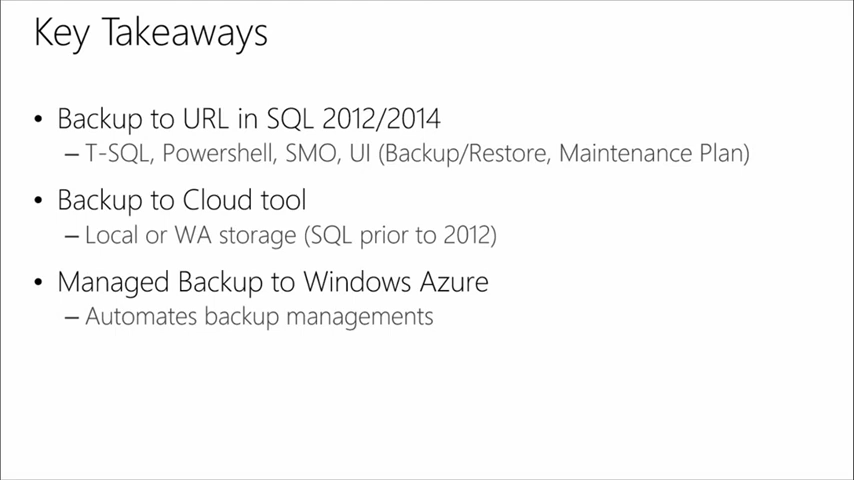 Key Takeaways
• Backup to URL in SQL 2012/2014
– T-SQL, Powershell, SMO, UI (Backup/Restore, Maintenance Plan)
• Backup to Cloud tool
– Local or WA storage (SQL prior to 2012)
• Managed Backup to Windows Azure
– Automates backup managements